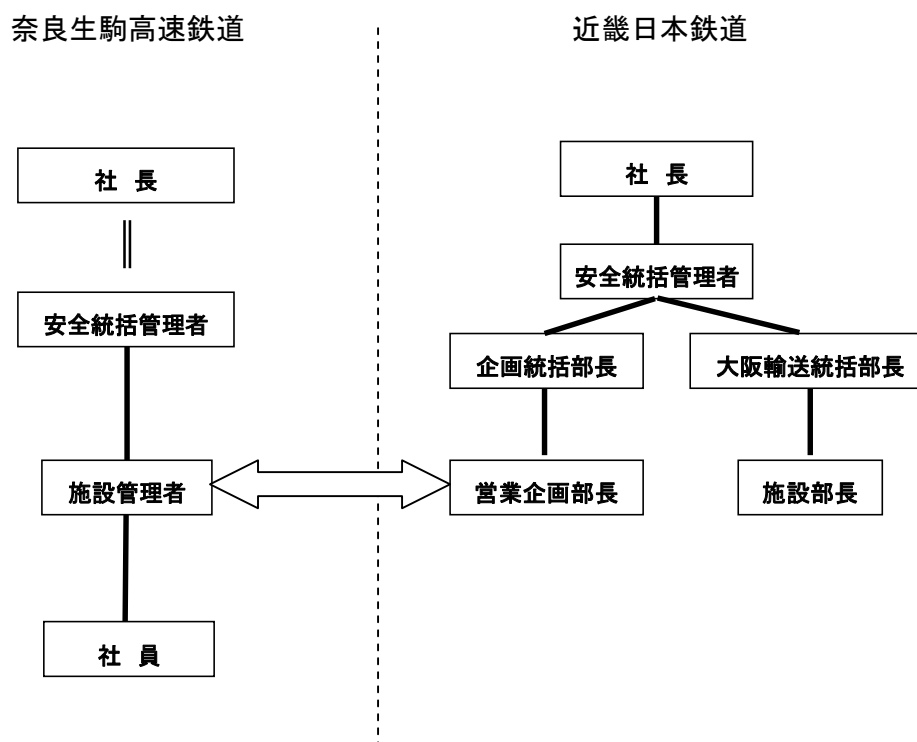 奈良生駒高速鉄道
近畿日本鉄道
社 長
社 長
安全統括管理者
安全統括管理者
企画統括部長
大阪輸送統括部長
施設管理者
営業企画部長
施設部長
社 員